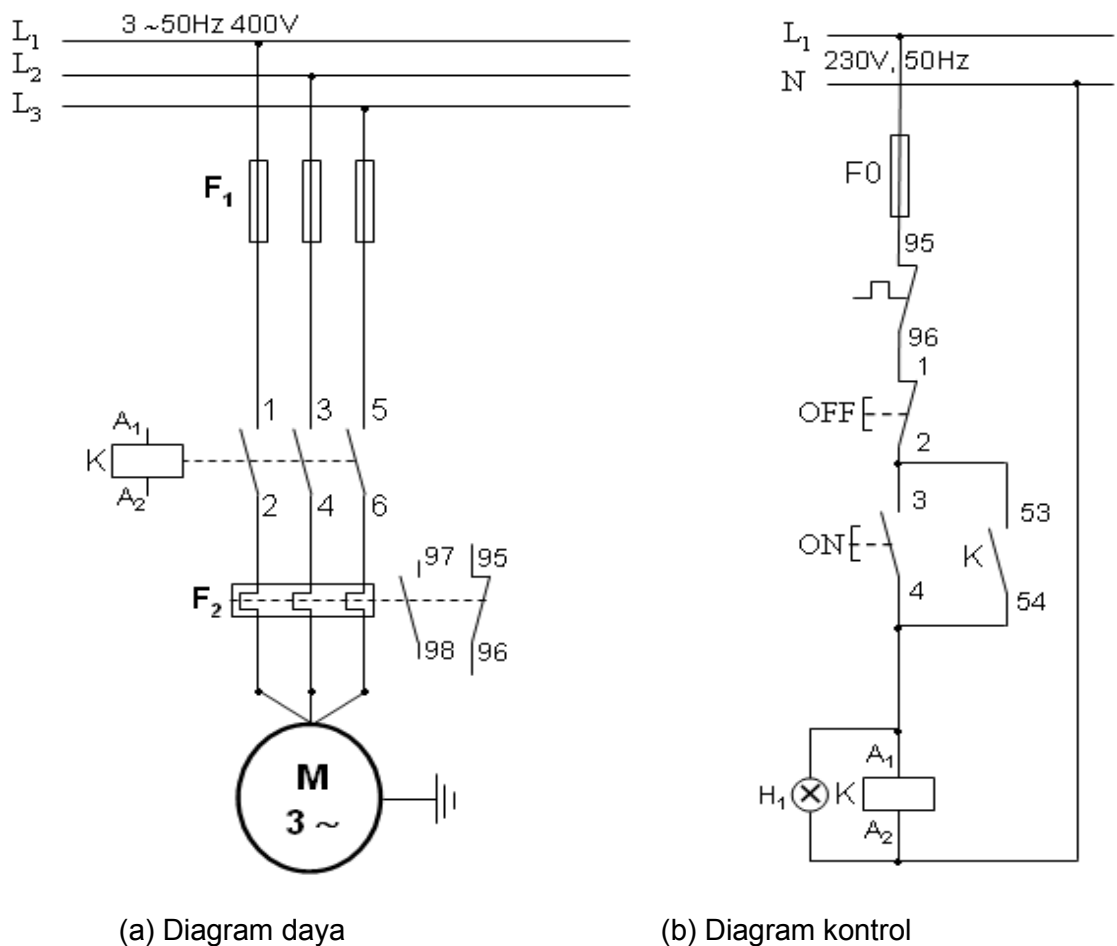 3 ~50Hz 400V
L1
L2
L3
F1
1 3 5
A1
K
A2
2 4 6
97 95
F2
98 96
M
3 ~
(a) Diagram daya
L1
230V, 50Hz
N
F0
95
96
1
OFF
2
3
53
ON
K
4
54
A1
H1
K
A2
(b) Diagram kontrol